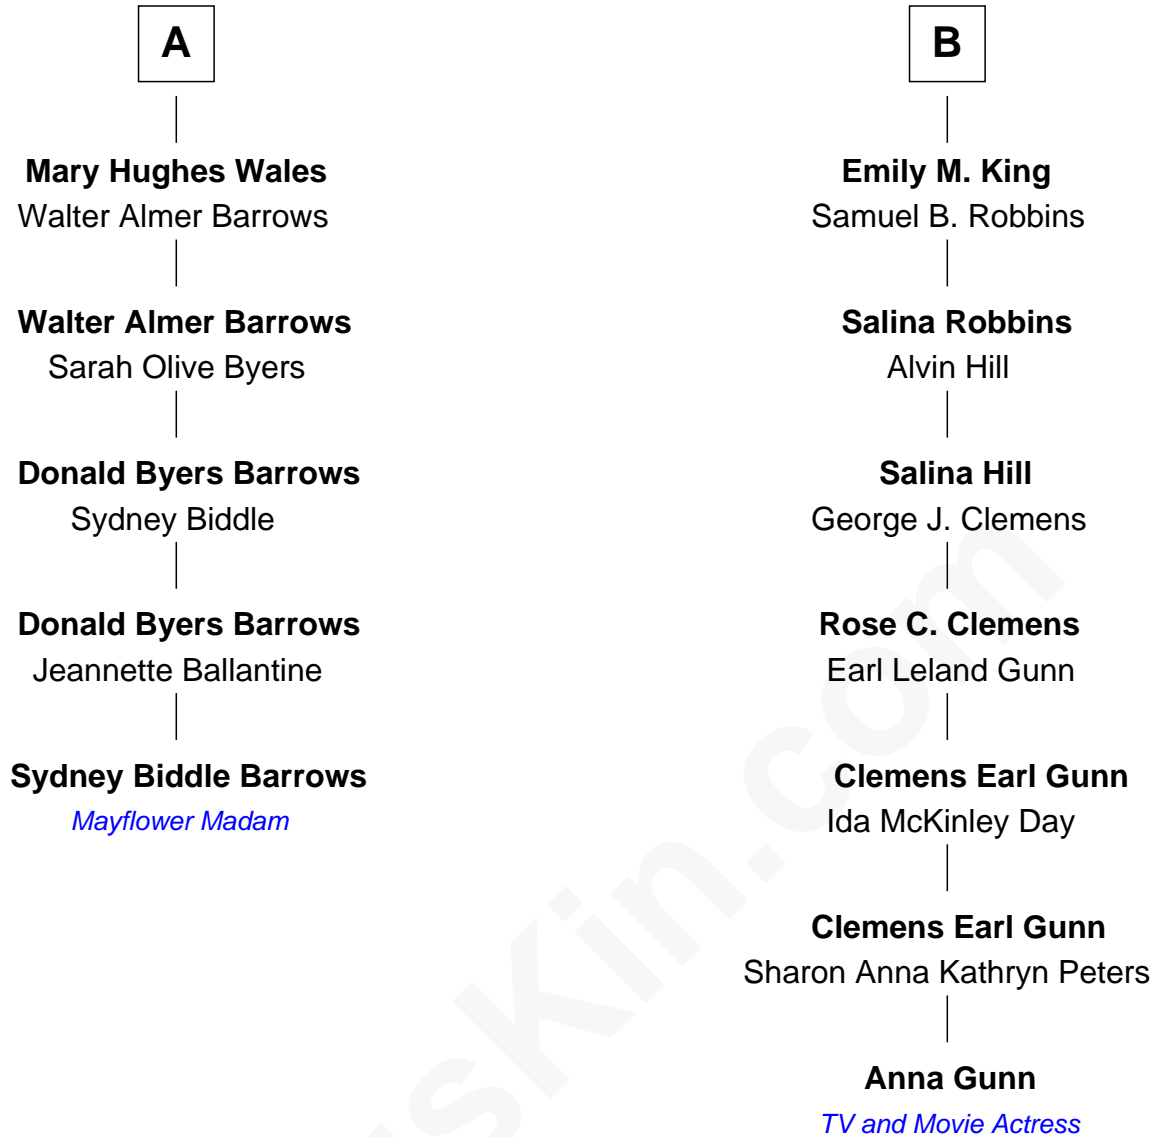 A
Mary Hughes Wales
Walter Almer Barrows
Walter Almer Barrows
Sarah Olive Byers
Donald Byers Barrows
Sydney Biddle
Donald Byers Barrows
Jeannette Ballantine
Sydney Biddle Barrows
Mayflower Madam
B
Emily M. King
Samuel B. Robbins
Salina Robbins
Alvin Hill
Salina Hill
George J. Clemens
Rose C. Clemens
Earl Leland Gunn
Clemens Earl Gunn
Ida McKinley Day
Clemens Earl Gunn
Sharon Anna Kathryn Peters
Anna Gunn
TV and Movie Actress
sKin.com